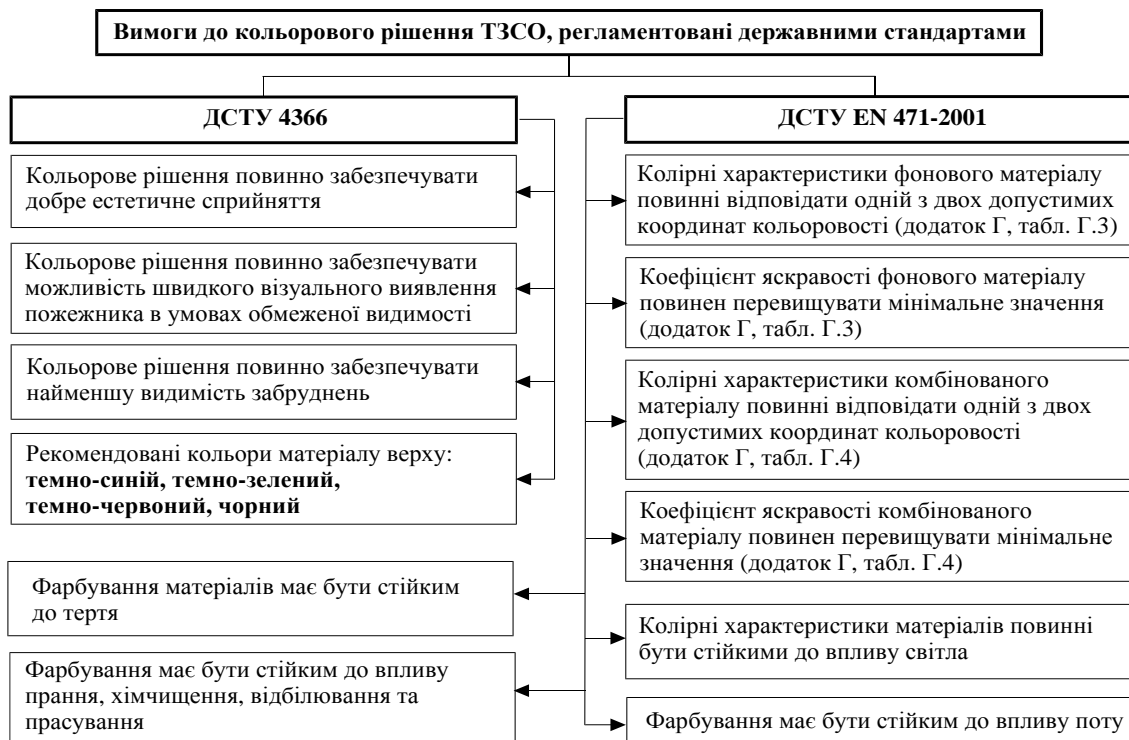 Вимоги до кольорового рішення ТЗСО, регламентовані державними стандартами
ДСТУ 4366
Кольорове рішення повинно забезпечувати
добре естетичне сприйняття
Кольорове рішення повинно забезпечувати
можливість швидкого візуального виявлення
пожежника в умовах обмеженої видимості
Кольорове рішення повинно забезпечувати
найменшу видимість забруднень
Рекомендовані кольори матеріалу верху:
темно-синій, темно-зелений,
темно-червоний, чорний
Фарбування матеріалів має бути стійким
до тертя
Фарбування має бути стійким до впливу
прання, хімчищення, відбілювання та
прасування
ДСТУ EN 471-2001
Колірні характеристики фонового матеріалу
повинні відповідати одній з двох допустимих
координат кольоровості (додаток Г, табл. Г.3)
Коефіцієнт яскравості фонового матеріалу
повинен перевищувати мінімальне значення
(додаток Г, табл. Г.3)
Колірні характеристики комбінованого
матеріалу повинні відповідати одній з двох
допустимих координат кольоровості
(додаток Г, табл. Г.4)
Коефіцієнт яскравості комбінованого
матеріалу повинен перевищувати мінімальне
значення (додаток Г, табл. Г.4)
Колірні характеристики матеріалів повинні
бути стійкими до впливу світла
Фарбування має бути стійким до впливу поту